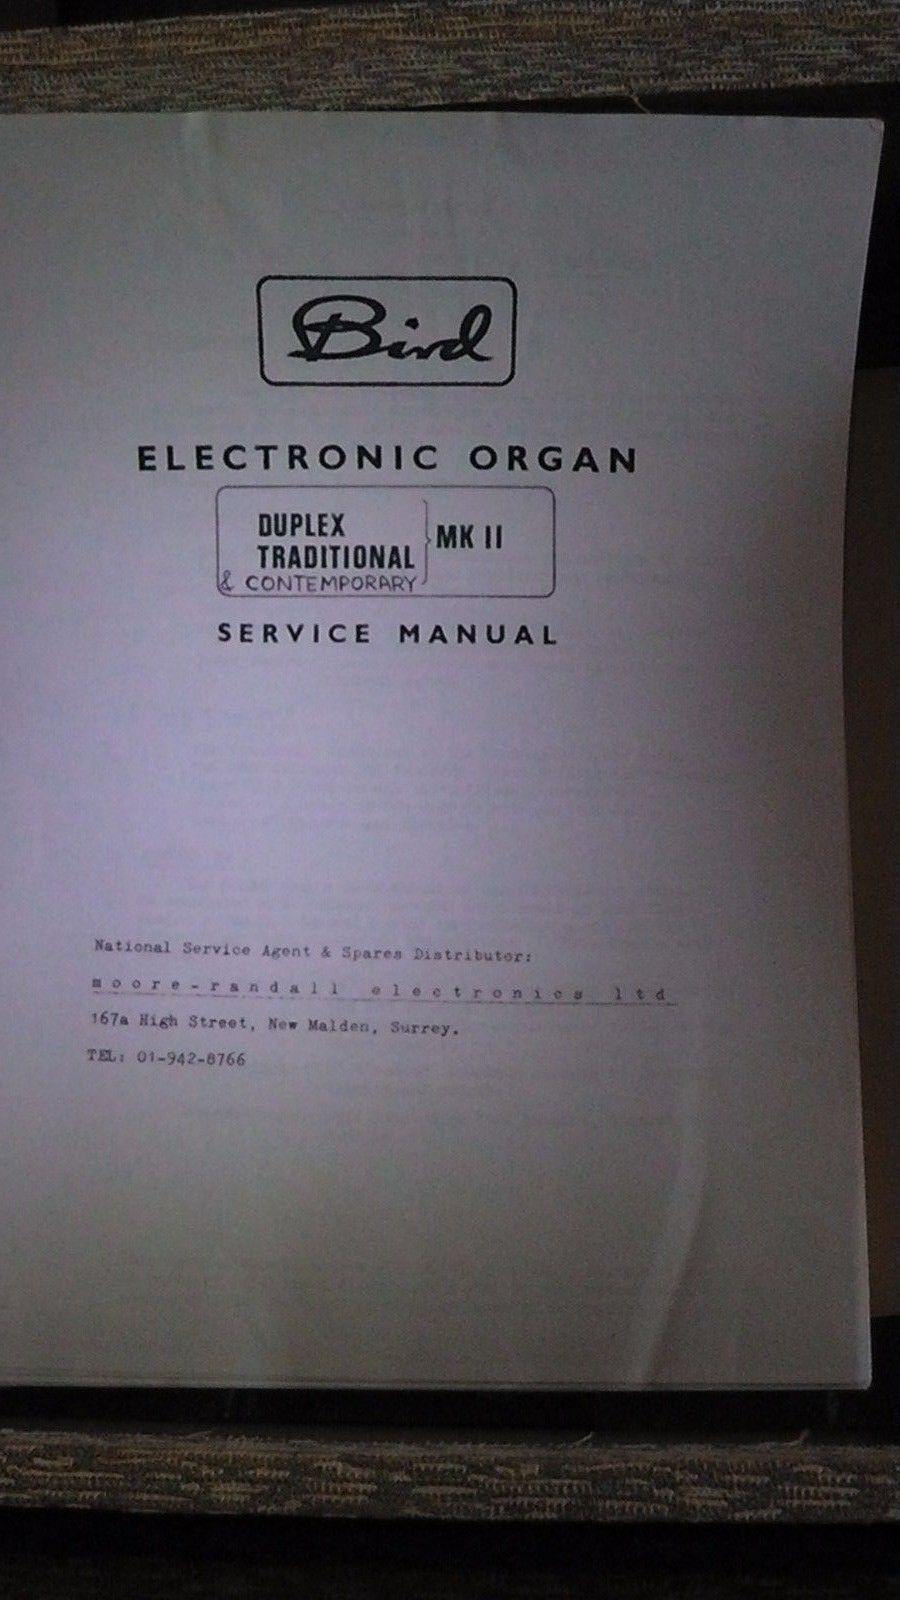 Bird
ELECTRONIC ORGAN
DUPLEX
TRADITIONAL
& CONTEMPORARY
MK II
SERVICE MANUAL
National Service Agent & Spares Distributor:
moore-randall electronics ltd
167a High Street, New Malden, Surrey.
TEL: 01-942-8766